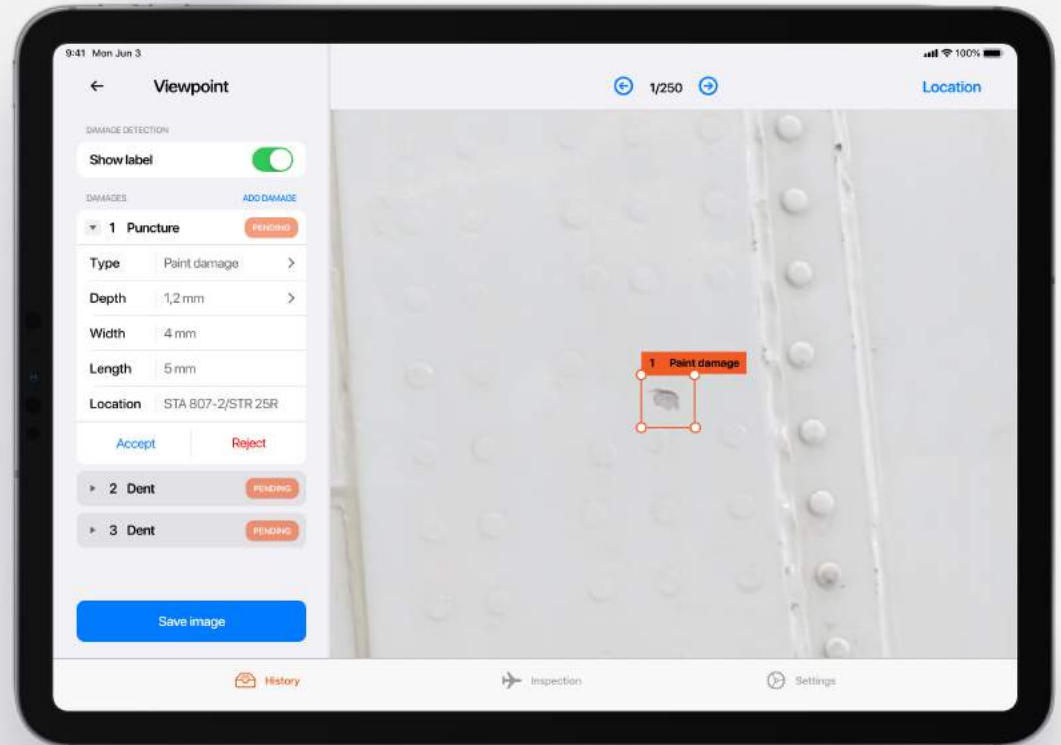 9:41 Mon Jun 3
100%
← Viewpoint
1/250
Location
DAMAGE DETECTION
Show label
DAMAGES ADD DAMAGE
1 Puncture PENDING
Type Paint damage
Depth 1,2 mm
Width 4 mm
Length 5 mm
Location STA 807-2/STR 25R
Accept Reject
2 Dent PENDING
3 Dent PENDING
Save image
1 Paint damage
History Inspection Settings